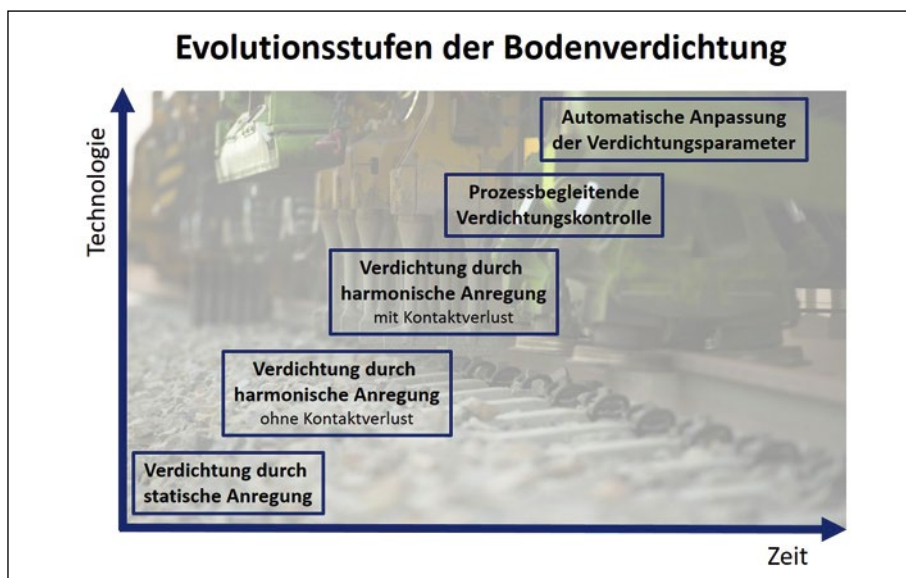 Evolutionsstufen der Bodenverdichtung
Technologie
Automatische Anpassung
der Verdichtungsparameter
Prozessbegleitende
Verdichtungskontrolle
Verdichtung durch
harmonische Anregung
mit Kontaktverlust
Verdichtung durch
harmonische Anregung
ohne Kontaktverlust
Verdichtung durch
statische Anregung
Zeit